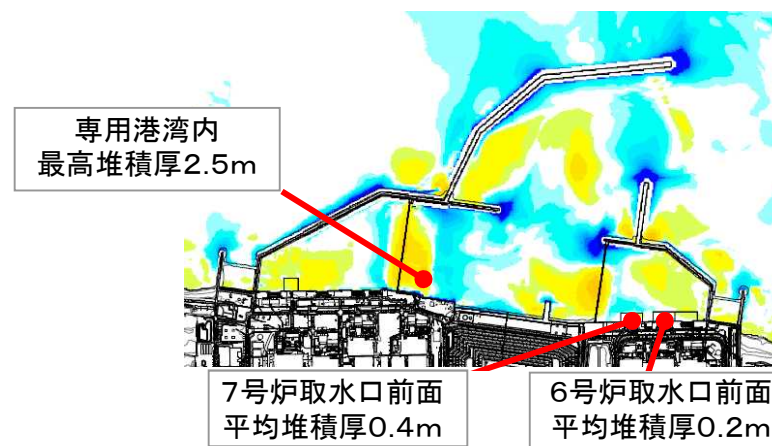 専用港湾内
最高堆積厚2.5m
7号炉取水口前面
平均堆積厚0.4m
6号炉取水口前面
平均堆積厚0.2m